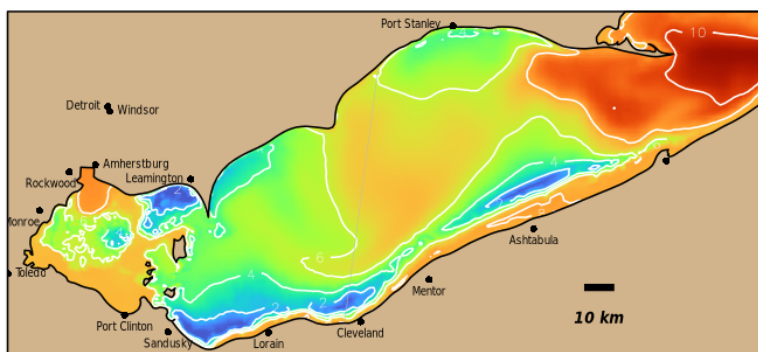 Port Stanley
10
Detroit
Windsor
Amherstburg
Rockwood
Leamington
Monroe
2
4
6
4
Ashtabula
Toledo
2
2
Mentor
Port Clinton
Cleveland
10 km
Sandusky
Lorain